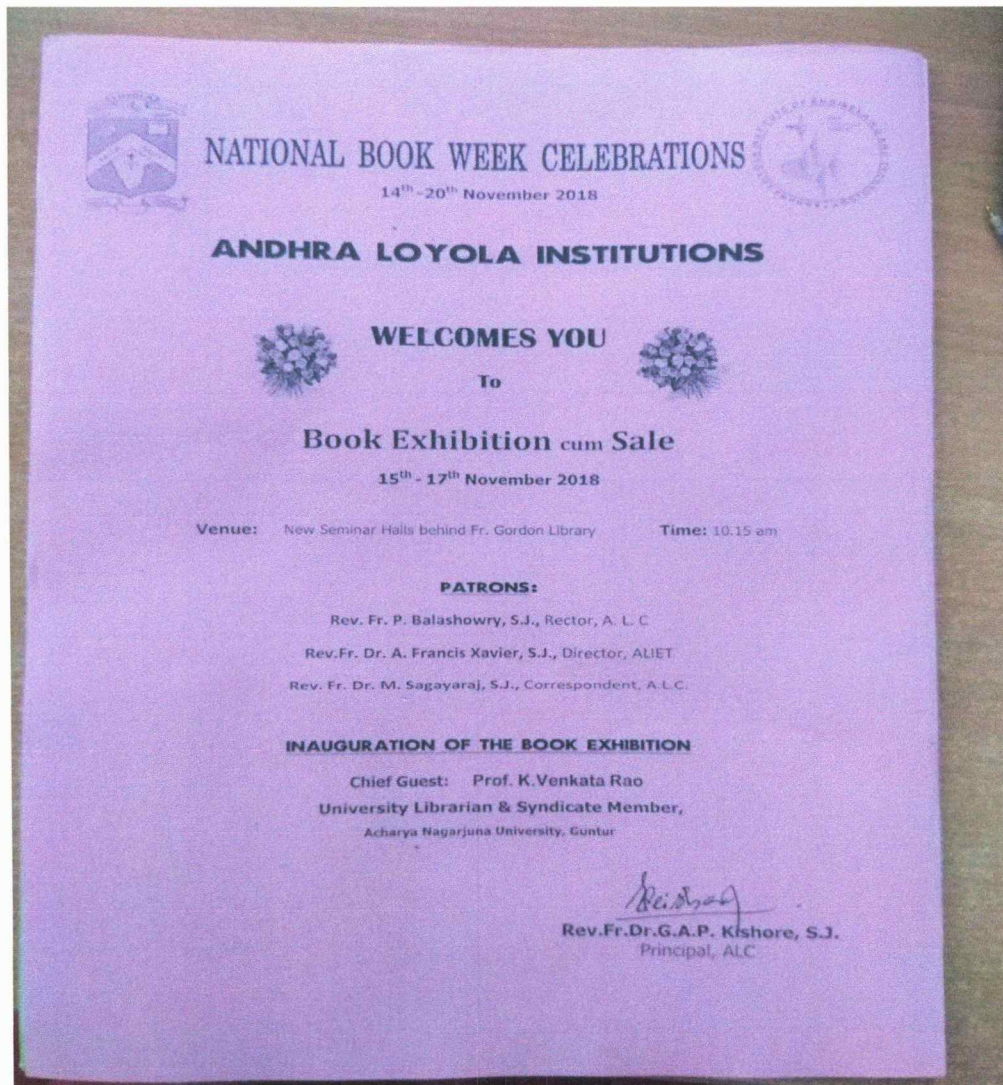 NATIONAL BOOK WEEK CELEBRATIONS
14th -20th November 2018
ANDHRA LOYOLA INSTITUTIONS
WELCOMES YOU
To
Book Exhibition cum Sale
15th - 17th November 2018
Venue: New Seminar Halls behind Fr. Gordon Library Time: 10.15 am
PATRONS:
Rev. Fr. P. Balashowry, S.J., Rector, A. L. C
Rev.Fr. Dr. A. Francis Xavier, S.J., Director, ALIET
Rev. Fr. Dr. M. Sagayaraj, S.J., Correspondent, A.L.C.
INAUGURATION OF THE BOOK EXHIBITION
Chief Guest: Prof. K.Venkata Rao
University Librarian & Syndicate Member,
Acharya Nagarjuna University, Guntur
Rev.Fr.Dr.G.A.P. Kishore, S.J.
Principal, ALC